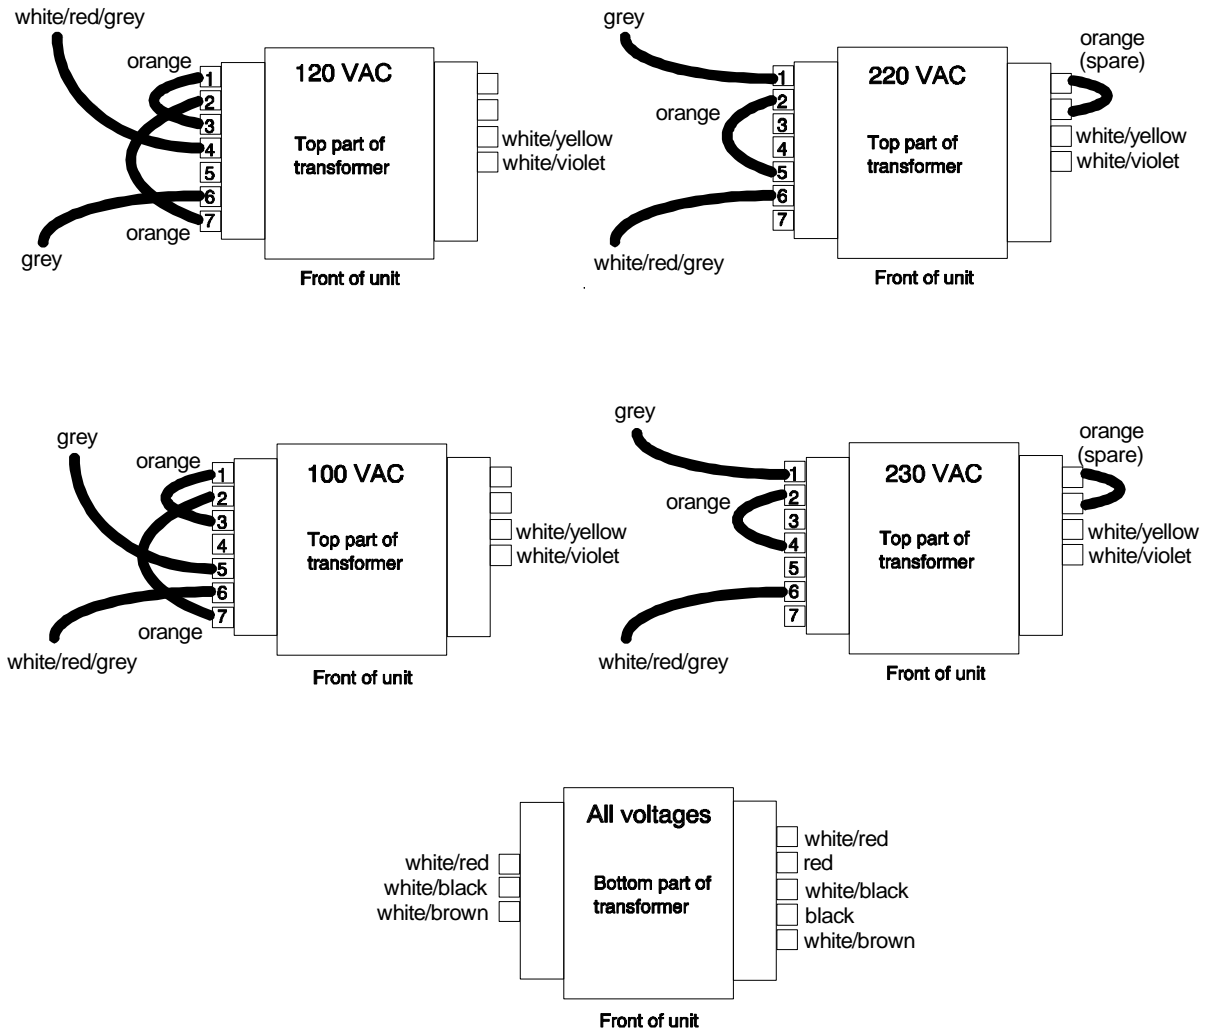 white/red/grey
orange
1
2
3
4
5
6
7
orange
grey
120 VAC
Top part of
transformer
white/yellow
white/violet
Front of unit
grey
orange
1
2
3
4
5
6
7
white/red/grey
220 VAC
Top part of
transformer
orange
(spare)
white/yellow
white/violet
Front of unit
grey
orange
1
2
3
4
5
6
7
orange
white/red/grey
100 VAC
Top part of
transformer
white/yellow
white/violet
Front of unit
grey
orange
1
2
3
4
5
6
7
white/red/grey
230 VAC
Top part of
transformer
orange
(spare)
white/yellow
white/violet
Front of unit
white/red
white/black
white/brown
All voltages
Bottom part of
transformer
white/red
red
white/black
black
white/brown
Front of unit